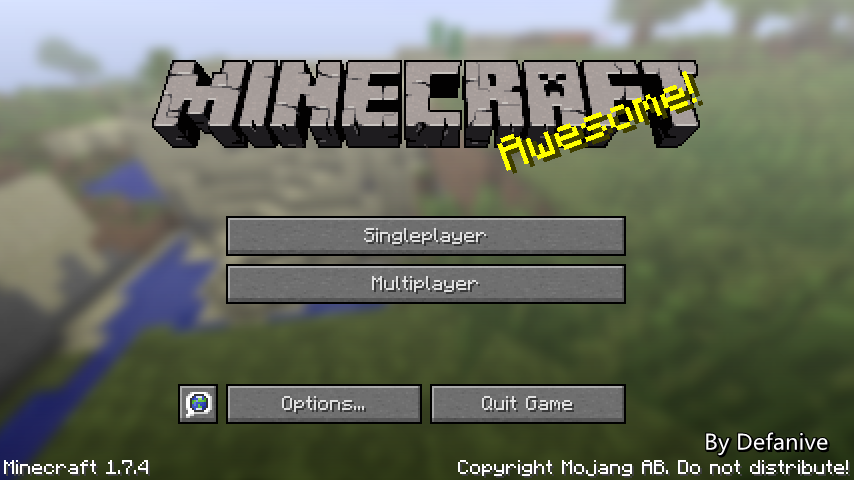 MINECRAFT
Awesome!
Singleplayer
Multiplayer
Options...
Quit Game
By Defanive
Minecraft 1.7.4
Copyright Mojang AB. Do not distribute!